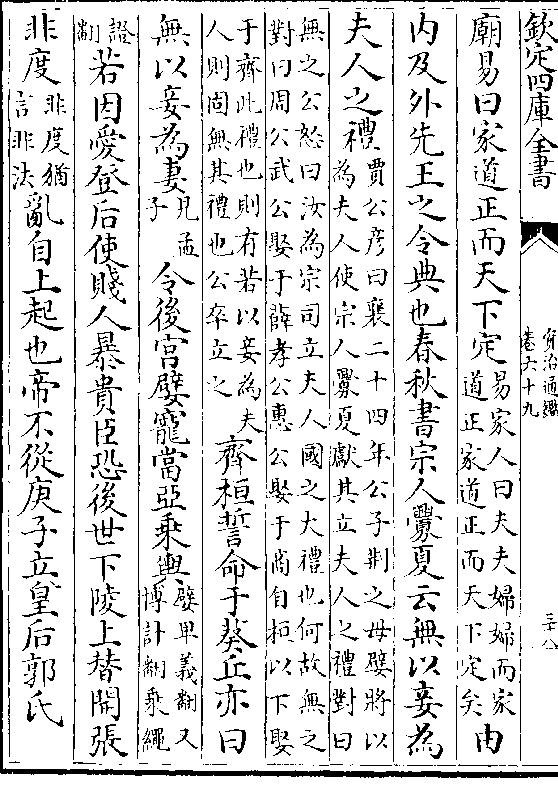 欽定四庫全書
資治通鑑
卷六十九
三十八
廟易曰家道正而天下定易家人曰夫夫婦婦而家道正家道正而天下定矣由
内及外先王之令典也春秋書宗人釁夏云無以妾為
夫人之禮賈公彦曰襄二十四年公子荆之母嬖將以為夫人使宗人釁夏獻其立夫人之禮對曰
無之公怒曰汝為宗司立夫人國之大禮也何故無之對曰周公武公娶于薛孝公惠公娶于商自桓以下娶
于齊此禮也則有若以妾為夫人則固無其禮也公卒立之齊桓誓命于葵丘亦曰
無以妾為妻見孟子令後宫嬖寵當亞乘輿嬖卑義翻又博計翻乘繩
證翻若因愛登后使賤人暴貴臣恐後世下陵上替開張
非度非度猶言非法亂自上起也帝不從庚子立皇后郭氏